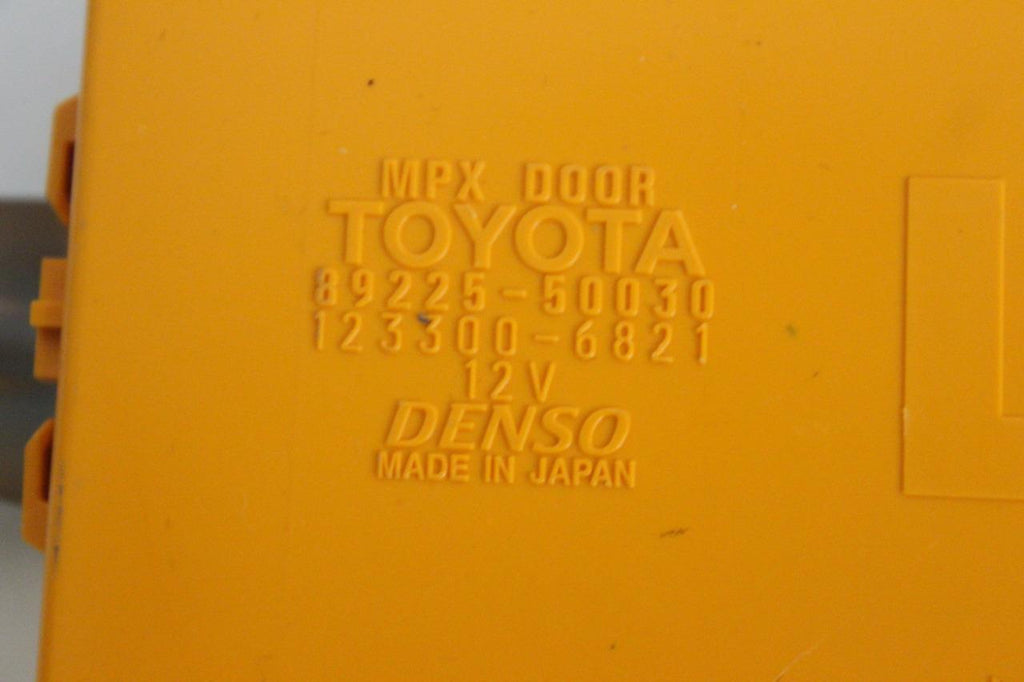 MPX DOOR
TOYOTA
89225-50030
123300-6821
12V
DENSO
MADE IN JAPAN
L